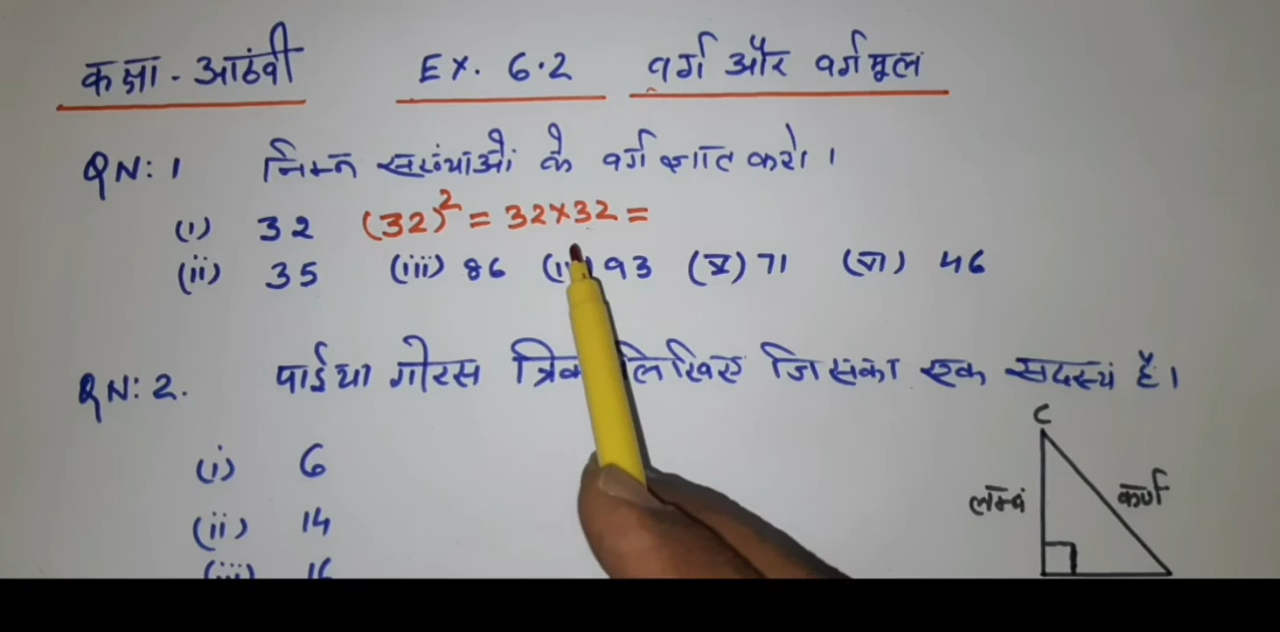 कक्षा - आठवीं EX. 6.2 वर्ग और वर्गमूल
QN: 1 निम्न संख्याओं के वर्ग ज्ञात करो।
(i) 32 (32)² = 32×32 =
(ii) 35 (iii) 86 93 (V) 71 (VI) 46
QN: 2. पाईथा गोरस लिखिए जिसका एक सदस्य है।
(i) 6
(ii) 14
(iii) 16
C
लम्ब कर्ण